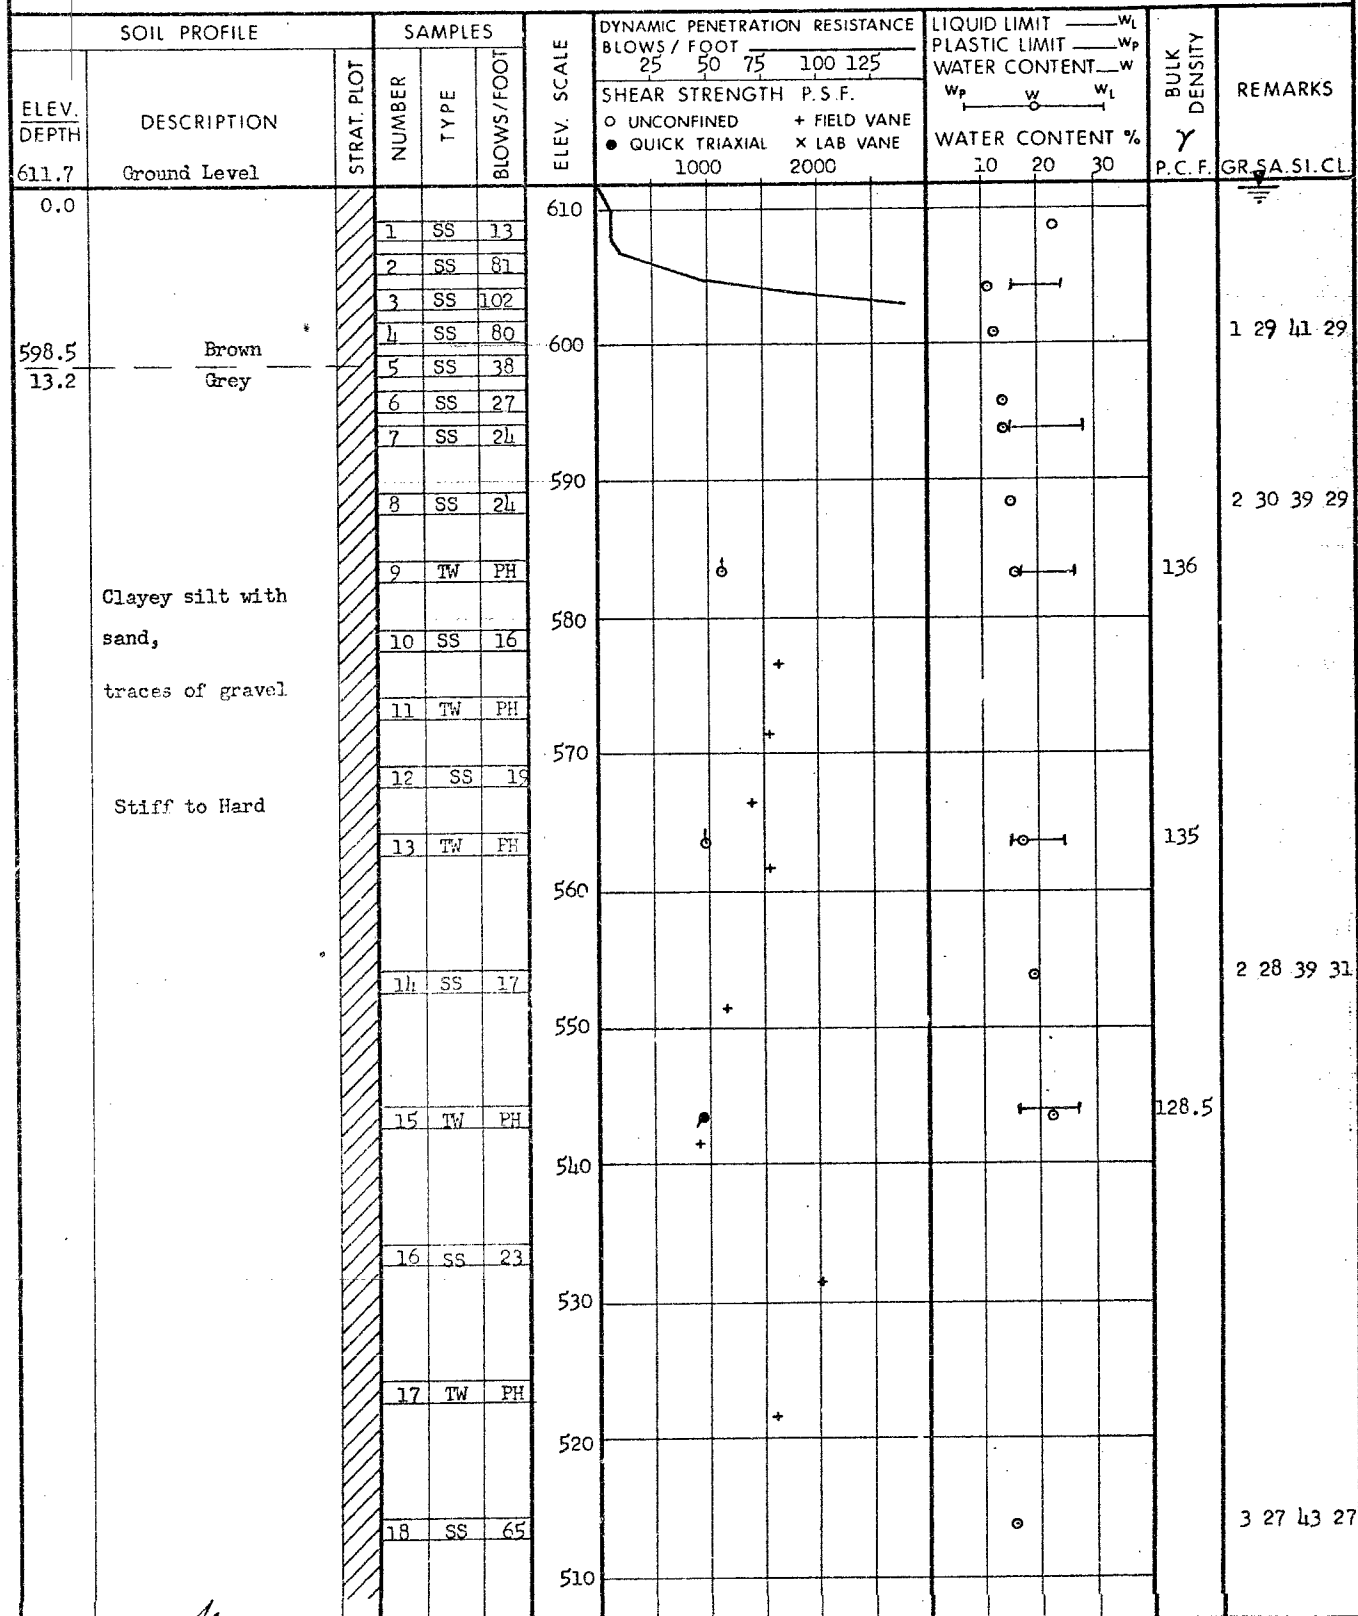 SOIL PROFILE
SAMPLES
ELEV. SCALE
DYNAMIC PENETRATION RESISTANCE
BLOWS / FOOT
25 50 75 100 125
SHEAR STRENGTH P.S.F.
O UNCONFINED + FIELD VANE
● QUICK TRIAXIAL × LAB VANE
1000 2000
LIQUID LIMIT WL
PLASTIC LIMIT WP
WATER CONTENT W
WP W WL
WATER CONTENT %
10 20 30
BULK DENSITY
γ
P.C.F.
REMARKS
GR.SA.SI.CL.
ELEV.
DEPTH
DESCRIPTION
STRAT. PLOT
NUMBER
TYPE
BLOWS/FOOT
611.7 Ground Level
0.0
610
1 SS 13
2 SS 81
3 SS 102
4 SS 80
1 29 41 29
600
598.5 Brown
13.2 Grey
5 SS 38
6 SS 27
7 SS 24
590
8 SS 24
2 30 39 29
9 TW PH
136
Clayey silt with
sand,
traces of gravel
580
10 SS 16
11 TW PH
570
12 SS 19
Stiff to Hard
13 TW PH
135
560
14 SS 17
2 28 39 31
550
15 TW PH
128.5
540
16 SS 23
530
17 TW PH
520
18 SS 65
3 27 43 27
510